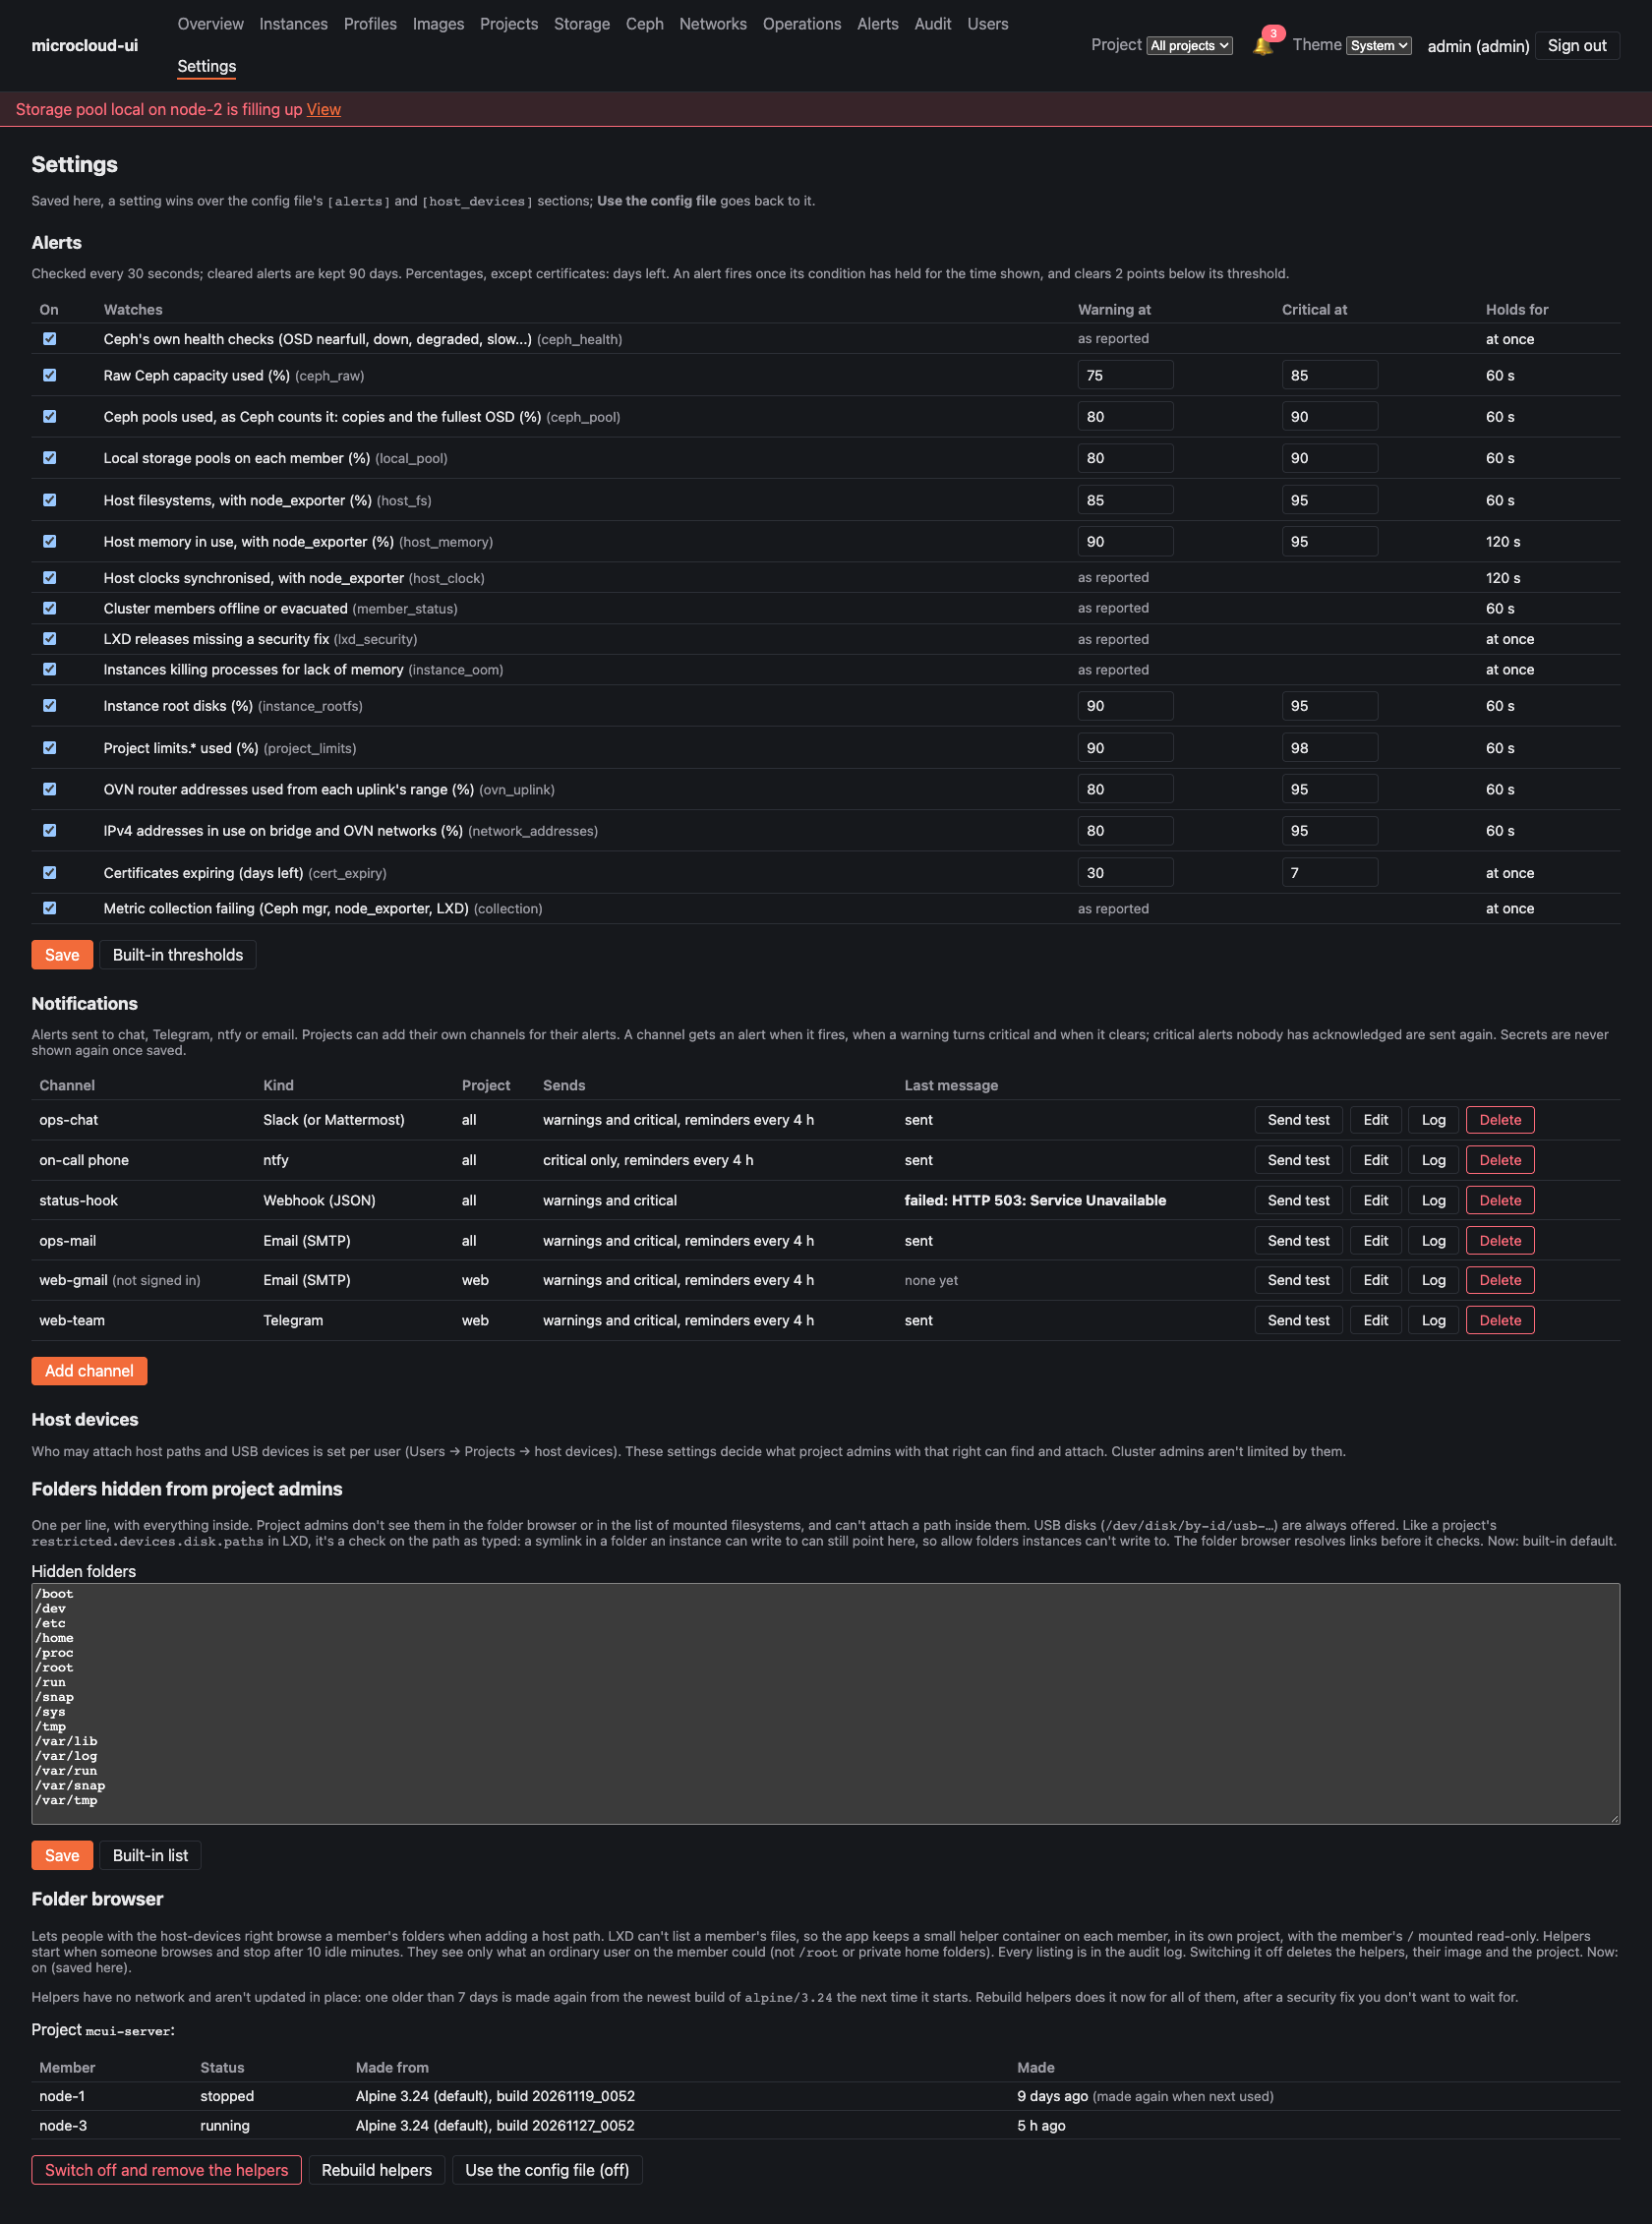 microcloud-ui
Overview Instances Profiles Images Projects Storage Ceph Networks Operations Alerts Audit Users
Settings
Project All projects 🔔 3 Theme System admin (admin) Sign out
Storage pool local on node-2 is filling up View
Settings
Saved here, a setting wins over the config file's [alerts] and [host_devices] sections; Use the config file goes back to it.
Alerts
Checked every 30 seconds; cleared alerts are kept 90 days. Percentages, except certificates: days left. An alert fires once its condition has held for the time shown, and clears 2 points below its threshold.
On Watches Warning at Critical at Holds for
Ceph's own health checks (OSD nearfull, down, degraded, slow...) (ceph_health) as reported at once
Raw Ceph capacity used (%) (ceph_raw) 75 85 60 s
Ceph pools used, as Ceph counts it: copies and the fullest OSD (%) (ceph_pool) 80 90 60 s
Local storage pools on each member (%) (local_pool) 80 90 60 s
Host filesystems, with node_exporter (%) (host_fs) 85 95 60 s
Host memory in use, with node_exporter (%) (host_memory) 90 95 120 s
Host clocks synchronised, with node_exporter (host_clock) as reported 120 s
Cluster members offline or evacuated (member_status) as reported 60 s
LXD releases missing a security fix (lxd_security) as reported at once
Instances killing processes for lack of memory (instance_oom) as reported at once
Instance root disks (%) (instance_rootfs) 90 95 60 s
Project limits.* used (%) (project_limits) 90 98 60 s
OVN router addresses used from each uplink's range (%) (ovn_uplink) 80 95 60 s
IPv4 addresses in use on bridge and OVN networks (%) (network_addresses) 80 95 60 s
Certificates expiring (days left) (cert_expiry) 30 7 at once
Metric collection failing (Ceph mgr, node_exporter, LXD) (collection) as reported at once
Save Built-in thresholds
Notifications
Alerts sent to chat, Telegram, ntfy or email. Projects can add their own channels for their alerts. A channel gets an alert when it fires, when a warning turns critical and when it clears; critical alerts nobody has acknowledged are sent again. Secrets are never
shown again once saved.
Channel Kind Project Sends Last message
ops-chat Slack (or Mattermost) all warnings and critical, reminders every 4 h sent Send test Edit Log Delete
on-call phone ntfy all critical only, reminders every 4 h sent Send test Edit Log Delete
status-hook Webhook (JSON) all warnings and critical failed: HTTP 503: Service Unavailable Send test Edit Log Delete
ops-mail Email (SMTP) all warnings and critical, reminders every 4 h sent Send test Edit Log Delete
web-gmail (not signed in) Email (SMTP) web warnings and critical, reminders every 4 h none yet Send test Edit Log Delete
web-team Telegram web warnings and critical, reminders every 4 h sent Send test Edit Log Delete
Add channel
Host devices
Who may attach host paths and USB devices is set per user (Users → Projects → host devices). These settings decide what project admins with that right can find and attach. Cluster admins aren't limited by them.
Folders hidden from project admins
One per line, with everything inside. Project admins don't see them in the folder browser or in the list of mounted filesystems, and can't attach a path inside them. USB disks (/dev/disk/by-id/usb-…) are always offered. Like a project's
restricted.devices.disk.paths in LXD, it's a check on the path as typed: a symlink in a folder an instance can write to can still point here, so allow folders instances can't write to. The folder browser resolves links before it checks. Now: built-in default.
Hidden folders
/boot
/dev
/etc
/home
/proc
/root
/run
/snap
/sys
/tmp
/var/lib
/var/log
/var/run
/var/snap
/var/tmp
Save Built-in list
Folder browser
Lets people with the host-devices right browse a member's folders when adding a host path. LXD can't list a member's files, so the app keeps a small helper container on each member, in its own project, with the member's / mounted read-only. Helpers
start when someone browses and stop after 10 idle minutes. They see only what an ordinary user on the member could (not /root or private home folders). Every listing is in the audit log. Switching it off deletes the helpers, their image and the project. Now:
on (saved here).
Helpers have no network and aren't updated in place: one older than 7 days is made again from the newest build of alpine/3.24 the next time it starts. Rebuild helpers does it now for all of them, after a security fix you don't want to wait for.
Project mcui-server:
Member Status Made from Made
node-1 stopped Alpine 3.24 (default), build 20261119_0052 9 days ago (made again when next used)
node-3 running Alpine 3.24 (default), build 20261127_0052 5 h ago
Switch off and remove the helpers Rebuild helpers Use the config file (off)